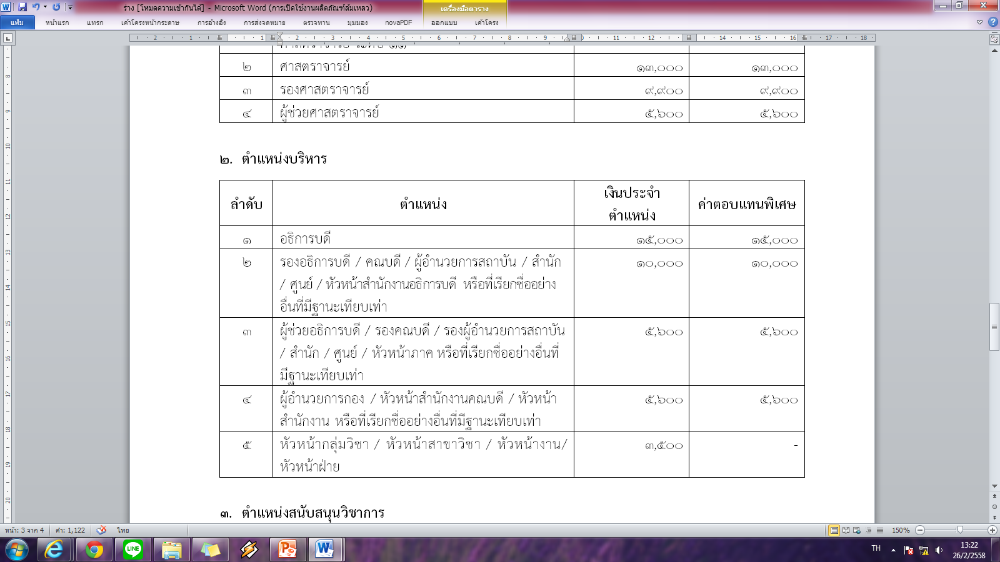 ร่าง [โหมดความเข้ากันได้] - Microsoft Word (การเปิดใช้งานผลิตภัณฑ์ล้มเหลว)
เครื่องมือตาราง
แฟ้ม หน้าแรก แทรก เค้าโครงหน้ากระดาษ การอ้างอิง การส่งจดหมาย ตรวจทาน มุมมอง novaPDF ออกแบบ เค้าโครง
๒ ศาสตราจารย์ ๑๓,๐๐๐ ๑๓,๐๐๐
๓ รองศาสตราจารย์ ๙,๙๐๐ ๙,๙๐๐
๔ ผู้ช่วยศาสตราจารย์ ๕,๖๐๐ ๕,๖๐๐
๒. ตำแหน่งบริหาร
ลำดับ ตำแหน่ง เงินประจำ
ตำแหน่ง ค่าตอบแทนพิเศษ
๑ อธิการบดี ๑๕,๐๐๐ ๑๕,๐๐๐
๒ รองอธิการบดี / คณบดี / ผู้อำนวยการสถาบัน / สำนัก ๑๐,๐๐๐ ๑๐,๐๐๐
/ ศูนย์ / หัวหน้าสำนักงานอธิการบดี หรือที่เรียกชื่ออย่าง
อื่นที่มีฐานะเทียบเท่า
๓ ผู้ช่วยอธิการบดี / รองคณบดี / รองผู้อำนวยการสถาบัน ๕,๖๐๐ ๕,๖๐๐
/ สำนัก / ศูนย์ / หัวหน้าภาค หรือที่เรียกชื่ออย่างอื่นที่
มีฐานะเทียบเท่า
๔ ผู้อำนวยการกอง / หัวหน้าสำนักงานคณบดี / หัวหน้า ๕,๖๐๐ ๕,๖๐๐
สำนักงาน หรือที่เรียกชื่ออย่างอื่นที่มีฐานะเทียบเท่า
๕ หัวหน้ากลุ่มวิชา / หัวหน้าสาขาวิชา / หัวหน้างาน/ ๓,๕๐๐ -
หัวหน้าฝ่าย
๓. ตำแหน่งสนับสนุนวิชาการ
หน้า: 3 จาก 4 คำ: 1,122 ไทย 150%
LINE TH 13:22
26/2/2558